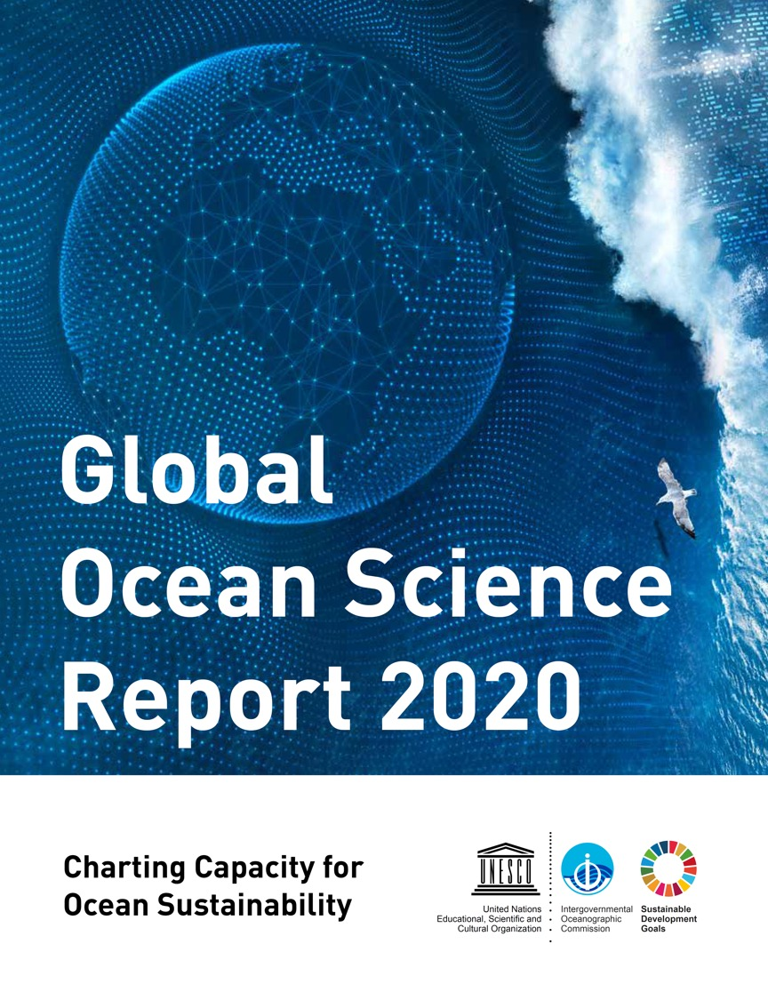 Global
Ocean Science
Report 2020
Charting Capacity for
Ocean Sustainability
UNESCO
United Nations
Educational, Scientific and
Cultural Organization
Intergovernmental
Oceanographic
Commission
Sustainable
Development
Goals